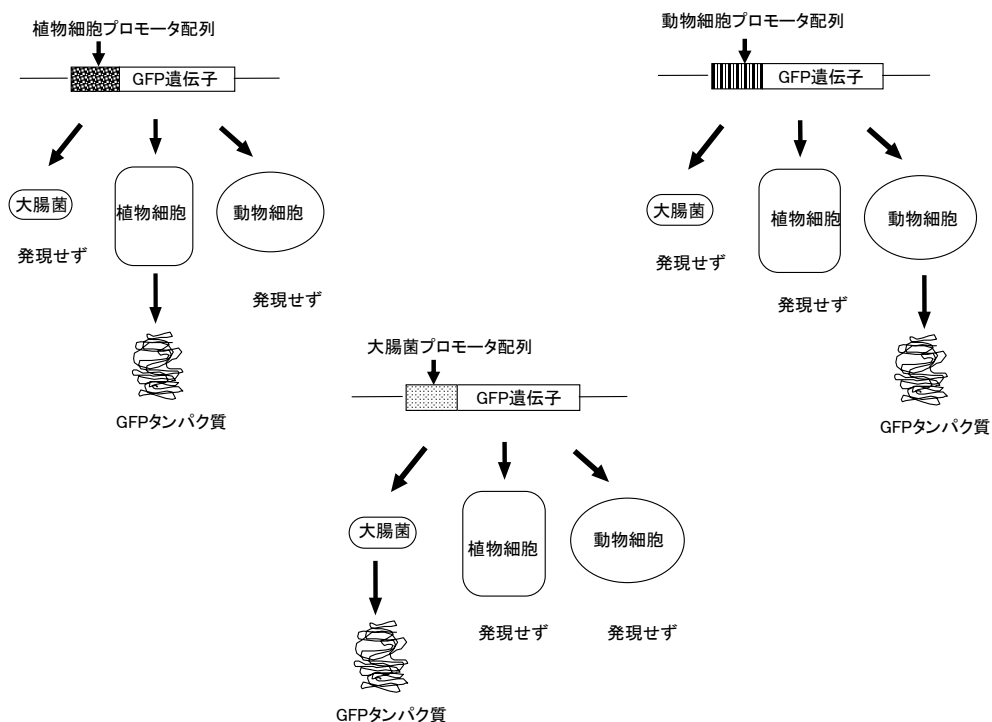 植物細胞プロモータ配列
GFP遺伝子
大腸菌
植物細胞
動物細胞
発現せず
発現せず
GFPタンパク質
動物細胞プロモータ配列
GFP遺伝子
大腸菌
植物細胞
動物細胞
発現せず
発現せず
GFPタンパク質
大腸菌プロモータ配列
GFP遺伝子
大腸菌
植物細胞
動物細胞
発現せず
発現せず
GFPタンパク質